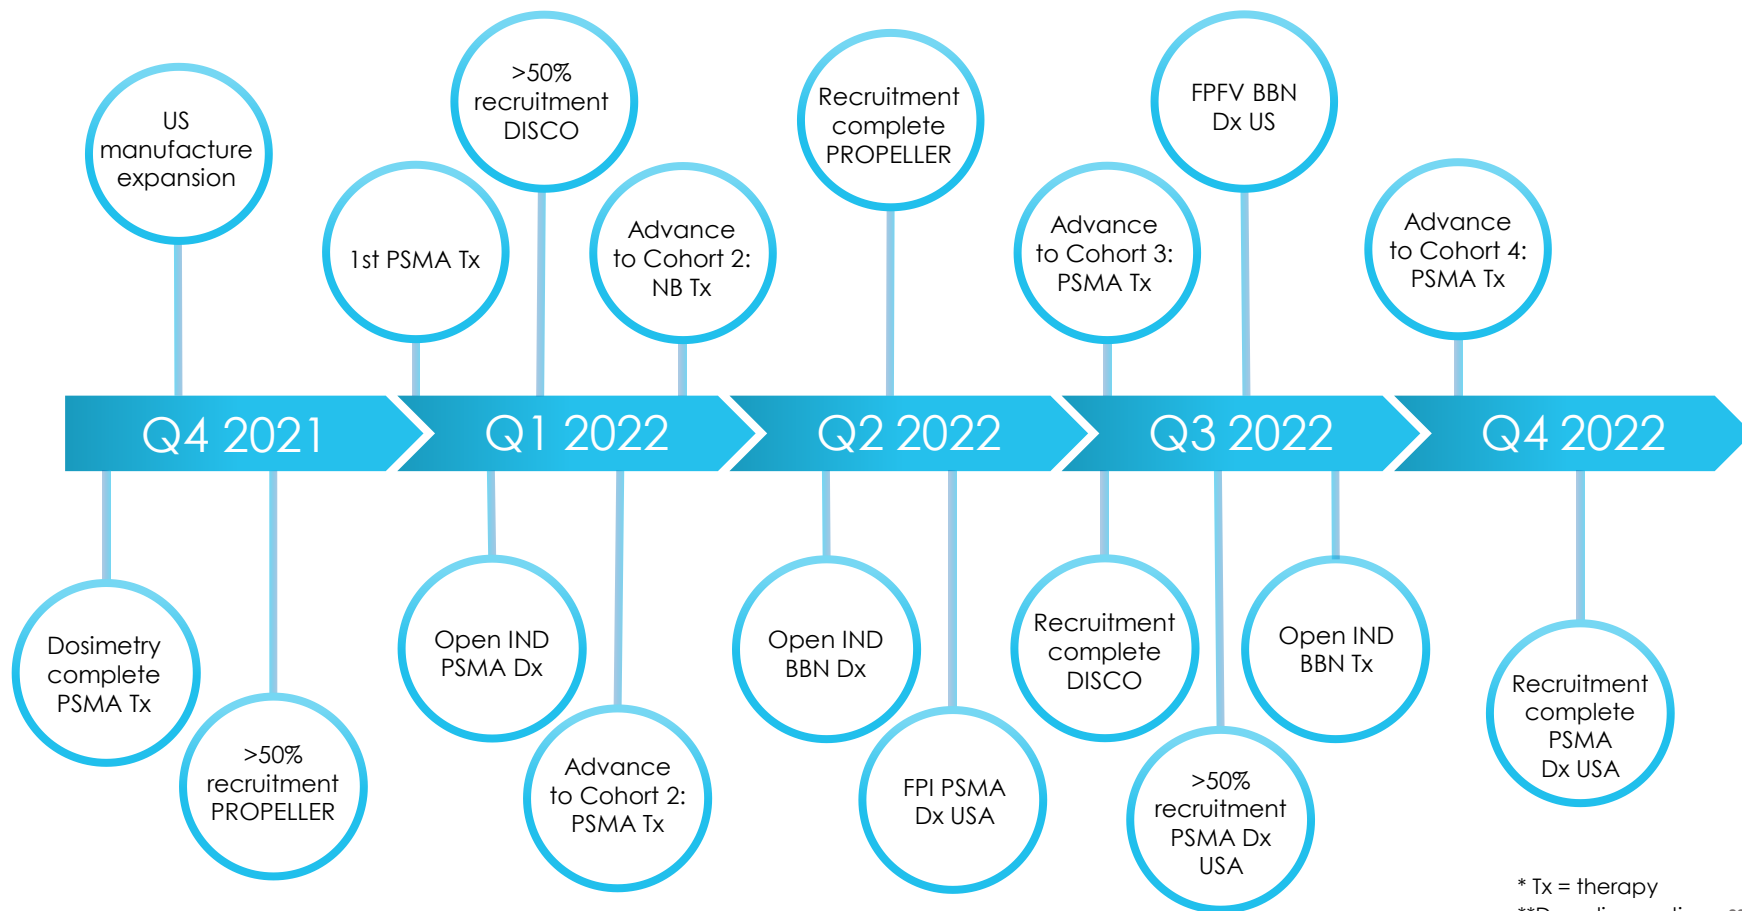 US
manufacture
expansion
1st PSMA Tx
>50%
recruitment
DISCO
Advance
to Cohort 2:
NB Tx
Recruitment
complete
PROPELLER
Advance
to Cohort 3:
PSMA Tx
FPFV BBN
Dx US
Advance
to Cohort 4:
PSMA Tx
Q4 2021
Q1 2022
Q2 2022
Q3 2022
Q4 2022
Dosimetry
complete
PSMA Tx
>50%
recruitment
PROPELLER
Open IND
PSMA Dx
Advance
to Cohort 2:
PSMA Tx
Open IND
BBN Dx
FPI PSMA
Dx USA
Recruitment
complete
DISCO
>50%
recruitment
PSMA Dx
USA
Open IND
BBN Tx
Recruitment
complete
PSMA
Dx USA
* Tx = therapy